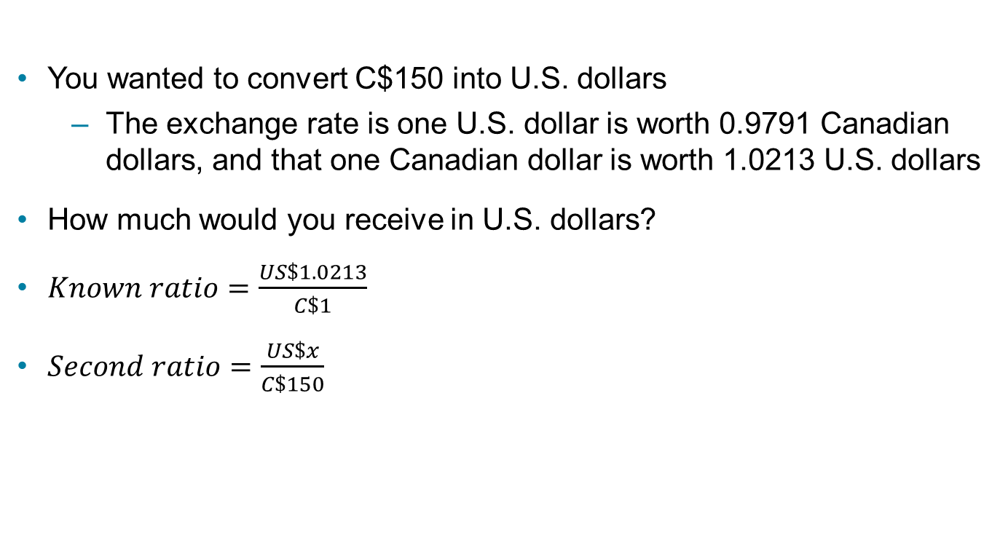 • You wanted to convert C$150 into U.S. dollars
– The exchange rate is one U.S. dollar is worth 0.9791 Canadian
dollars, and that one Canadian dollar is worth 1.0213 U.S. dollars
• How much would you receive in U.S. dollars?
• Known ratio = US$1.0213 / C$1
• Second ratio = US$x / C$150